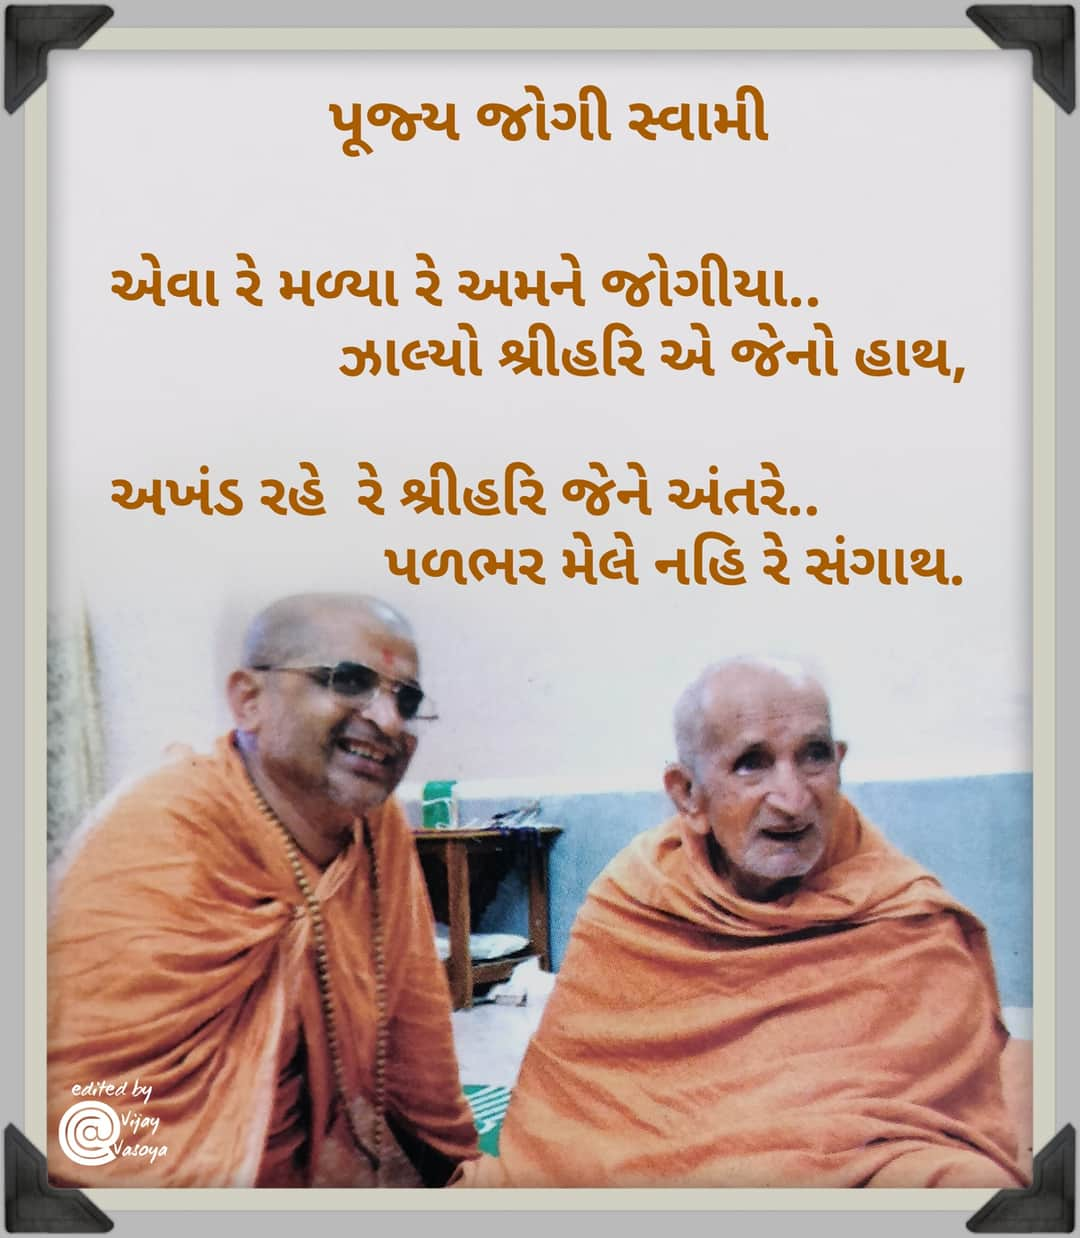 પૂજ્ય જોગી સ્વામી
એવા રે મળ્યા રે અમને જોગીયા..
ઝાલ્યો શ્રીહરિ એ જેનો હાથ,
અખંડ રહે રે શ્રીહરિ જેને અંતરે..
પળભર મેલે નહિ રે સંગાથ.
edited by
@ Vijay
Vasoya